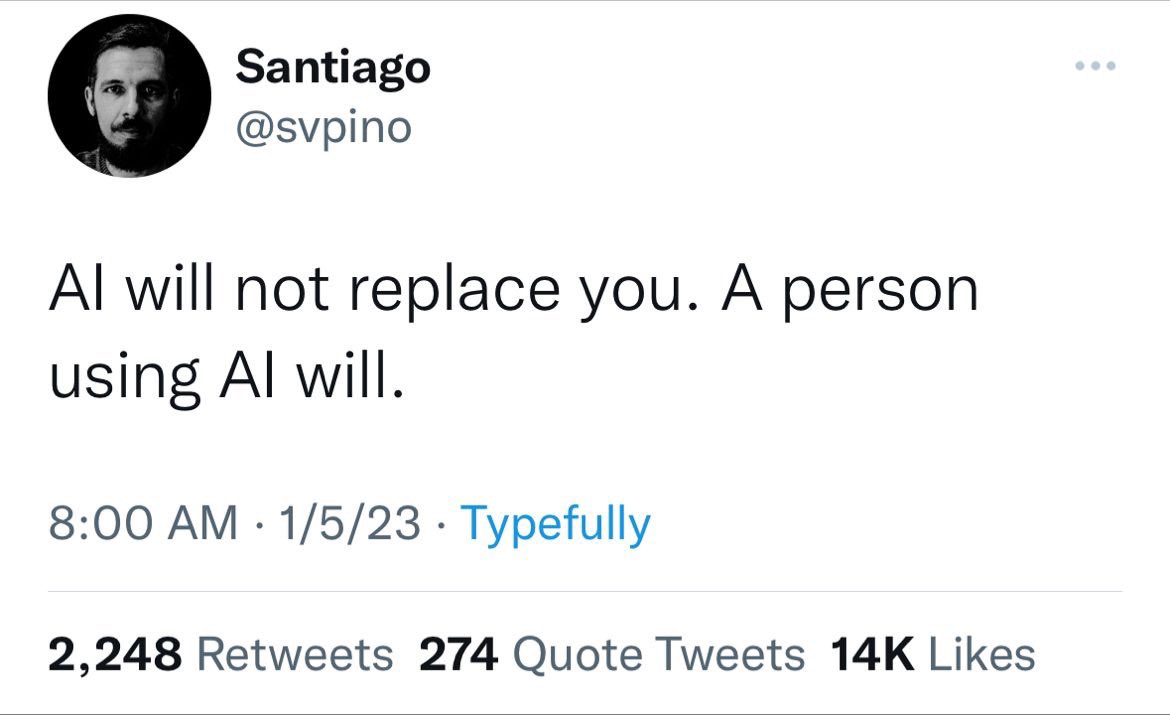 Santiago
@svpino
AI will not replace you. A person
using AI will.
8:00 AM · 1/5/23 · Typefully
2,248 Retweets 274 Quote Tweets 14K Likes